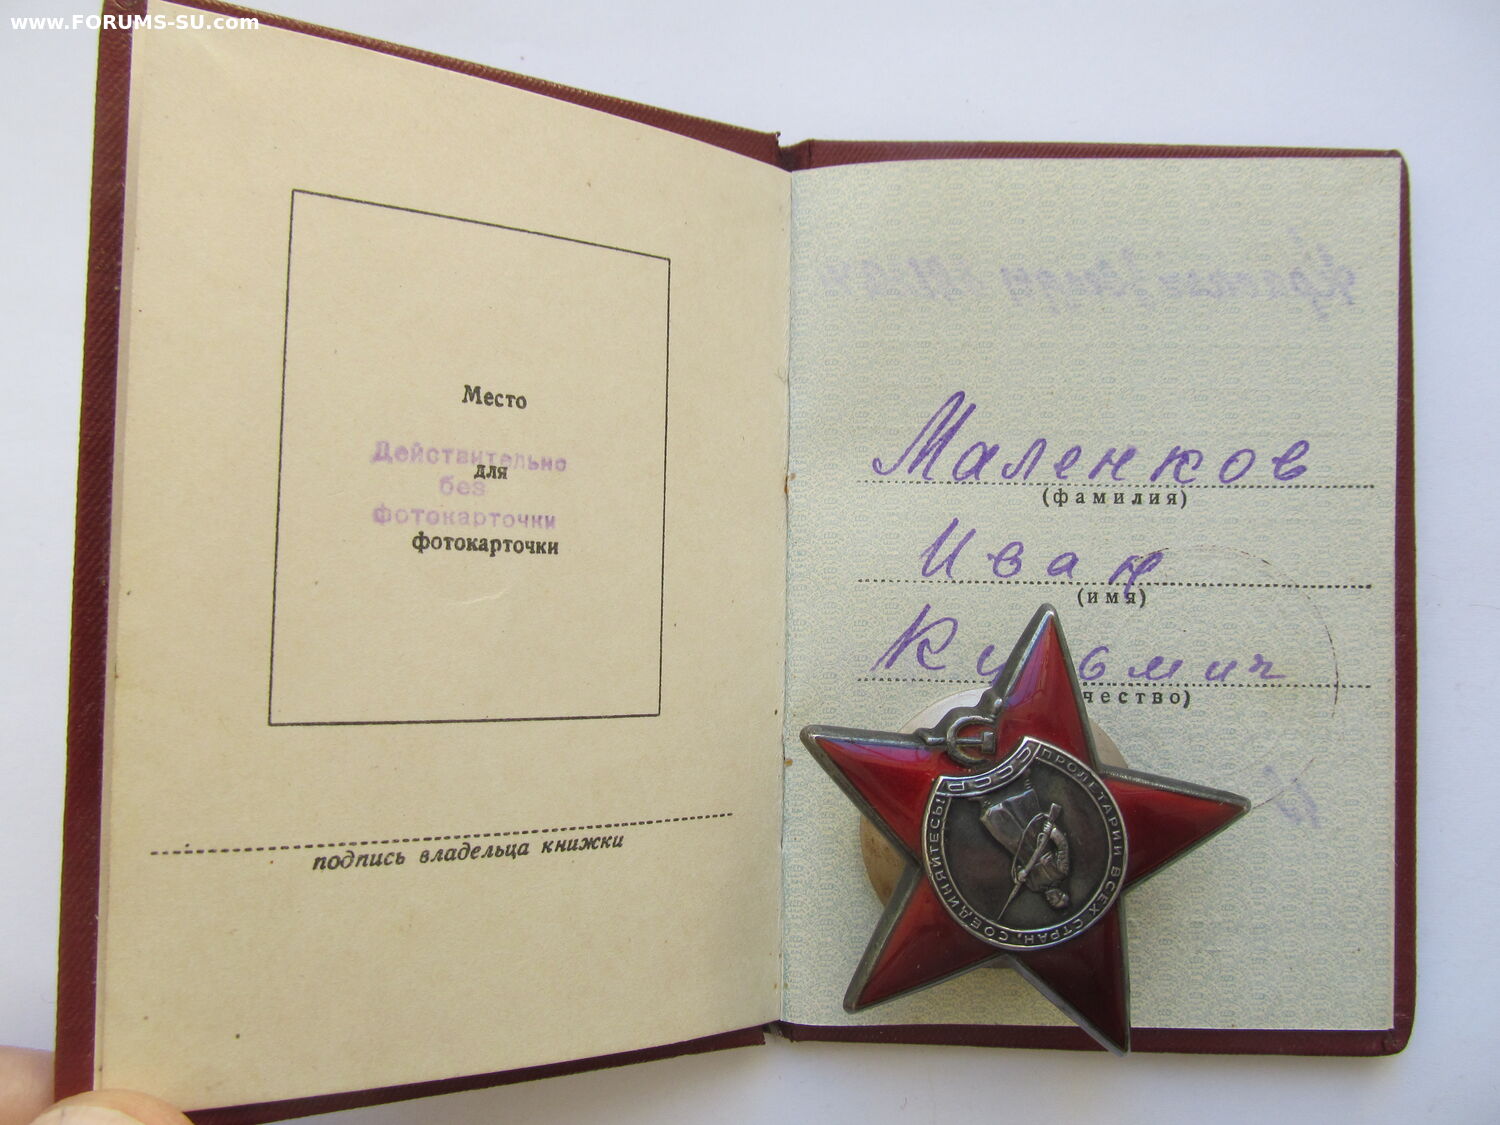 www.FORUMS-SU.com
Место
Действительно
для
без
фотокарточки
фотокарточки
подпись владельца книжки
Маленков
(фамилия)
Иван
(имя)
Кузьмич
чество)
СССР
ПРОЛЕТАРИИ ВСЕХ СТРАН, СОЕДИНЯЙТЕСЬ!